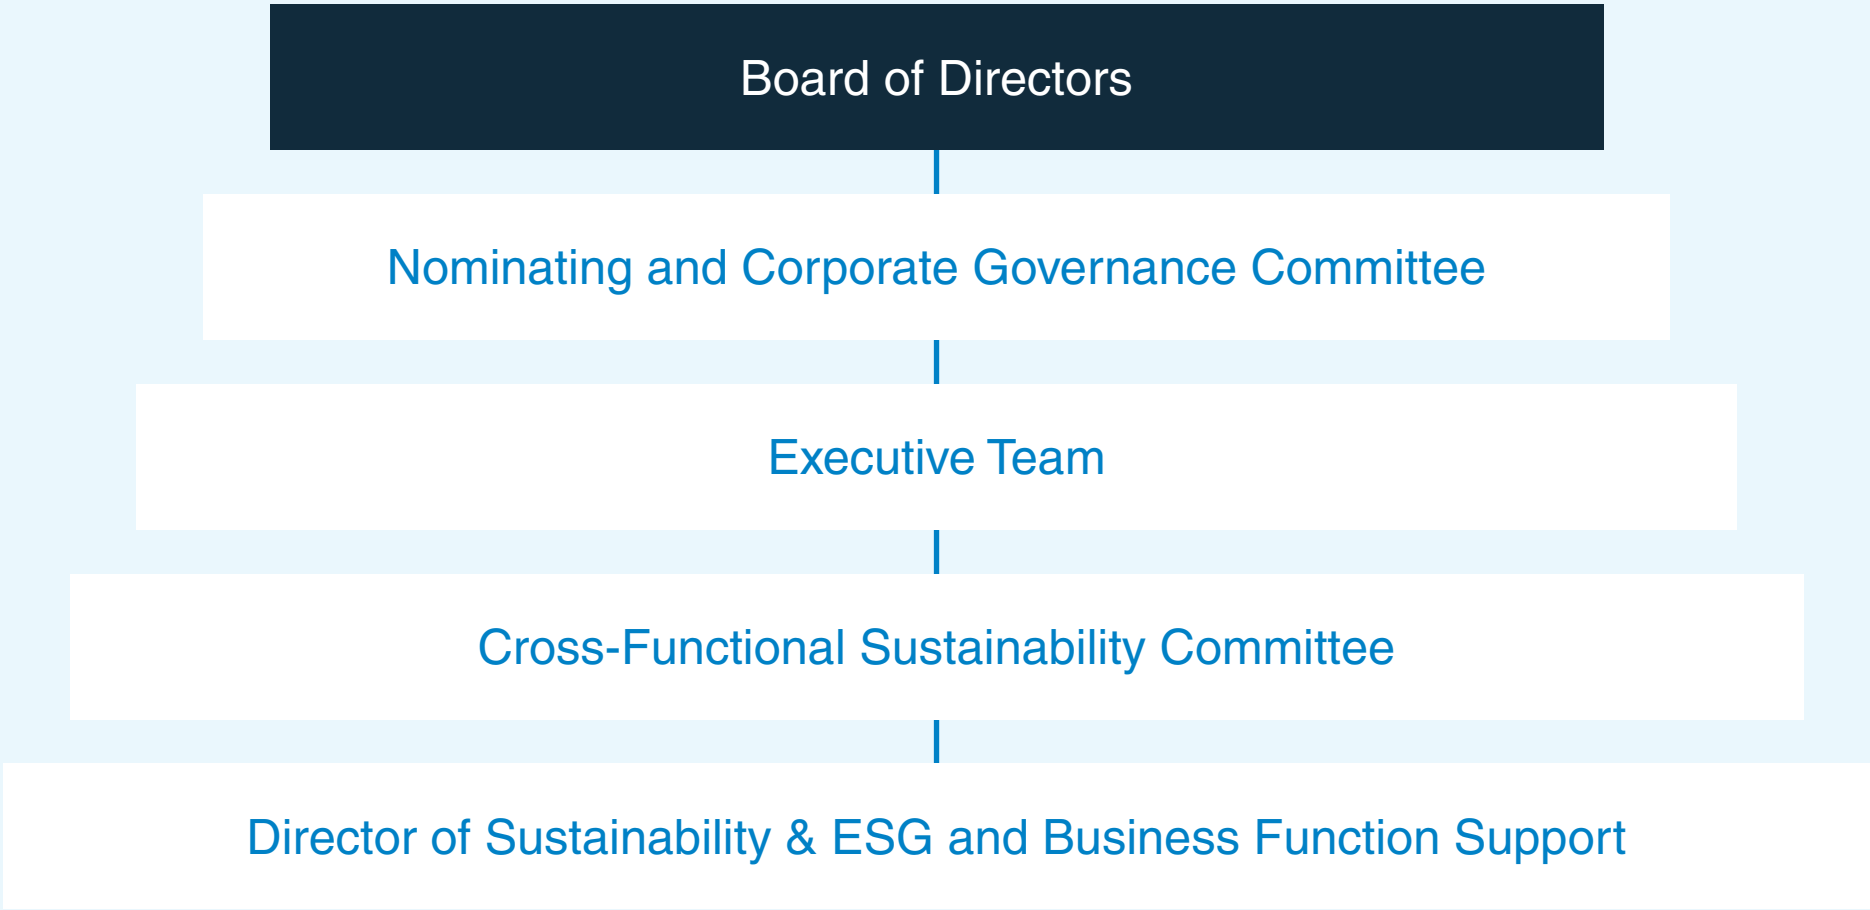 Board of Directors
Nominating and Corporate Governance Committee
Executive Team
Cross-Functional Sustainability Committee
Director of Sustainability & ESG and Business Function Support